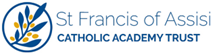 St Francis of Assisi
CATHOLIC ACADEMY TRUST